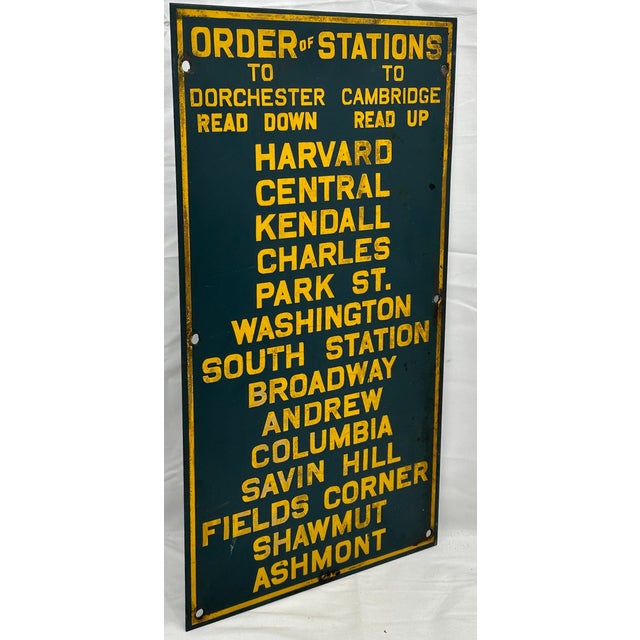 ORDER OF STATIONS
TO TO
DORCHESTER CAMBRIDGE
READ DOWN READ UP
HARVARD
CENTRAL
KENDALL
CHARLES
PARK ST.
WASHINGTON
SOUTH STATION
BROADWAY
ANDREW
COLUMBIA
SAVIN HILL
FIELDS CORNER
SHAWMUT
ASHMONT